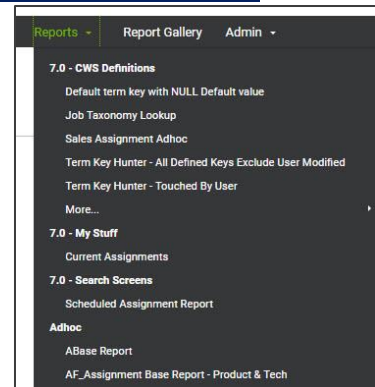 Reports Report Gallery Admin
7.0 - CWS Definitions
Default term key with NULL Default value
Job Taxonomy Lookup
Sales Assignment Adhoc
Term Key Hunter - All Defined Keys Exclude User Modified
Term Key Hunter - Touched By User
More...
7.0 - My Stuff
Current Assignments
7.0 - Search Screens
Scheduled Assignment Report
Adhoc
ABase Report
AF_Assignment Base Report - Product & Tech